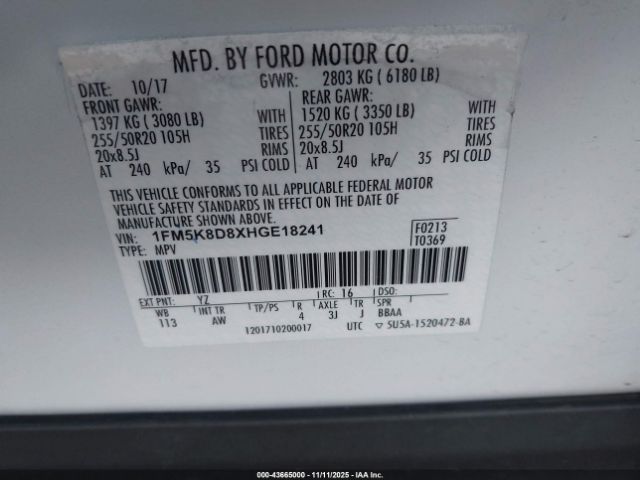 MFD. BY FORD MOTOR CO.
DATE: 10/17 GVWR: 2803 KG ( 6180 LB)
FRONT GAWR: REAR GAWR:
1397 KG ( 3080 LB) WITH 1520 KG ( 3350 LB) WITH
255/50R20 105H TIRES 255/50R20 105H TIRES
20x8.5J RIMS 20x8.5J RIMS
AT 240 kPa/ 35 PSI COLD AT 240 kPa/ 35 PSI COLD
THIS VEHICLE CONFORMS TO ALL APPLICABLE FEDERAL MOTOR
VEHICLE SAFETY STANDARDS IN EFFECT ON THE DATE OF
MANUFACTURE SHOWN ABOVE.
VIN: 1FM5K8D8XHGE18241 F0213
TYPE: MPV T0369
EXT PNT: YZ RC: 16 DSO:
WB INT TR TP/PS R AXLE TR SPR
113 AW 4 3J J BBAA
1201710200017 UTC ▽ 5U5A-1520472-BA
000-43665000 - 11/11/2025 - IAA Inc.